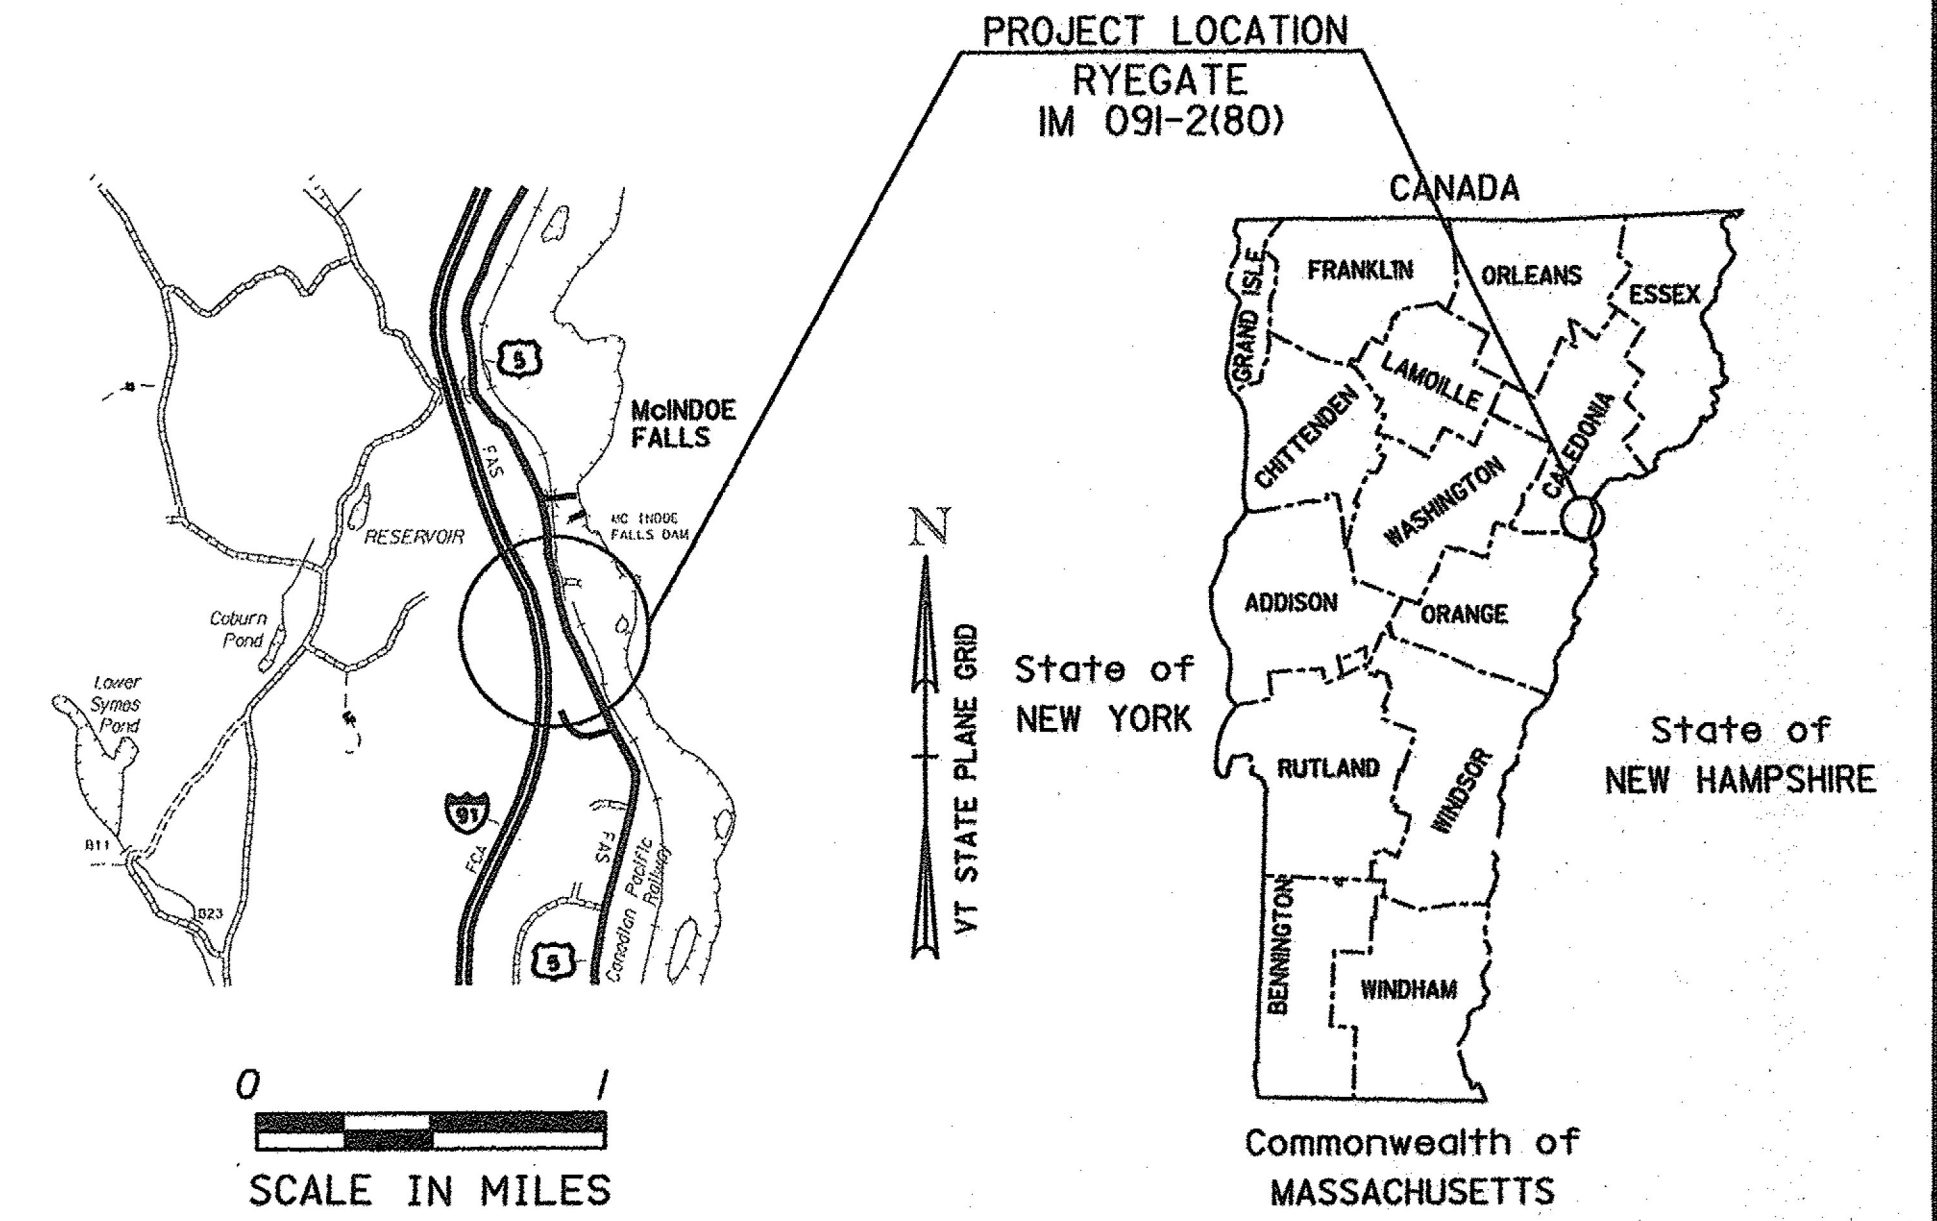 PROJECT LOCATION
RYEGATE
IM 091-2(80)
CANADA
FRANKLIN
ORLEANS
ESSEX
GRAND ISLE
LAMOILLE
CHITTENDEN
CALEDONIA
WASHINGTON
ADDISON
ORANGE
RUTLAND
WINDSOR
BENNINGTON
WINDHAM
State of
NEW YORK
State of
NEW HAMPSHIRE
Commonwealth of
MASSACHUSETTS
N
VT STATE PLANE GRID
5
McINDOE
FALLS
FAS
MC INDOE
FALLS DAM
RESERVOIR
Coburn
Pond
Lower
Symes
Pond
91
FCA
FAS
Canadian Pacific
Railway
B11
B23
5
0 1
SCALE IN MILES